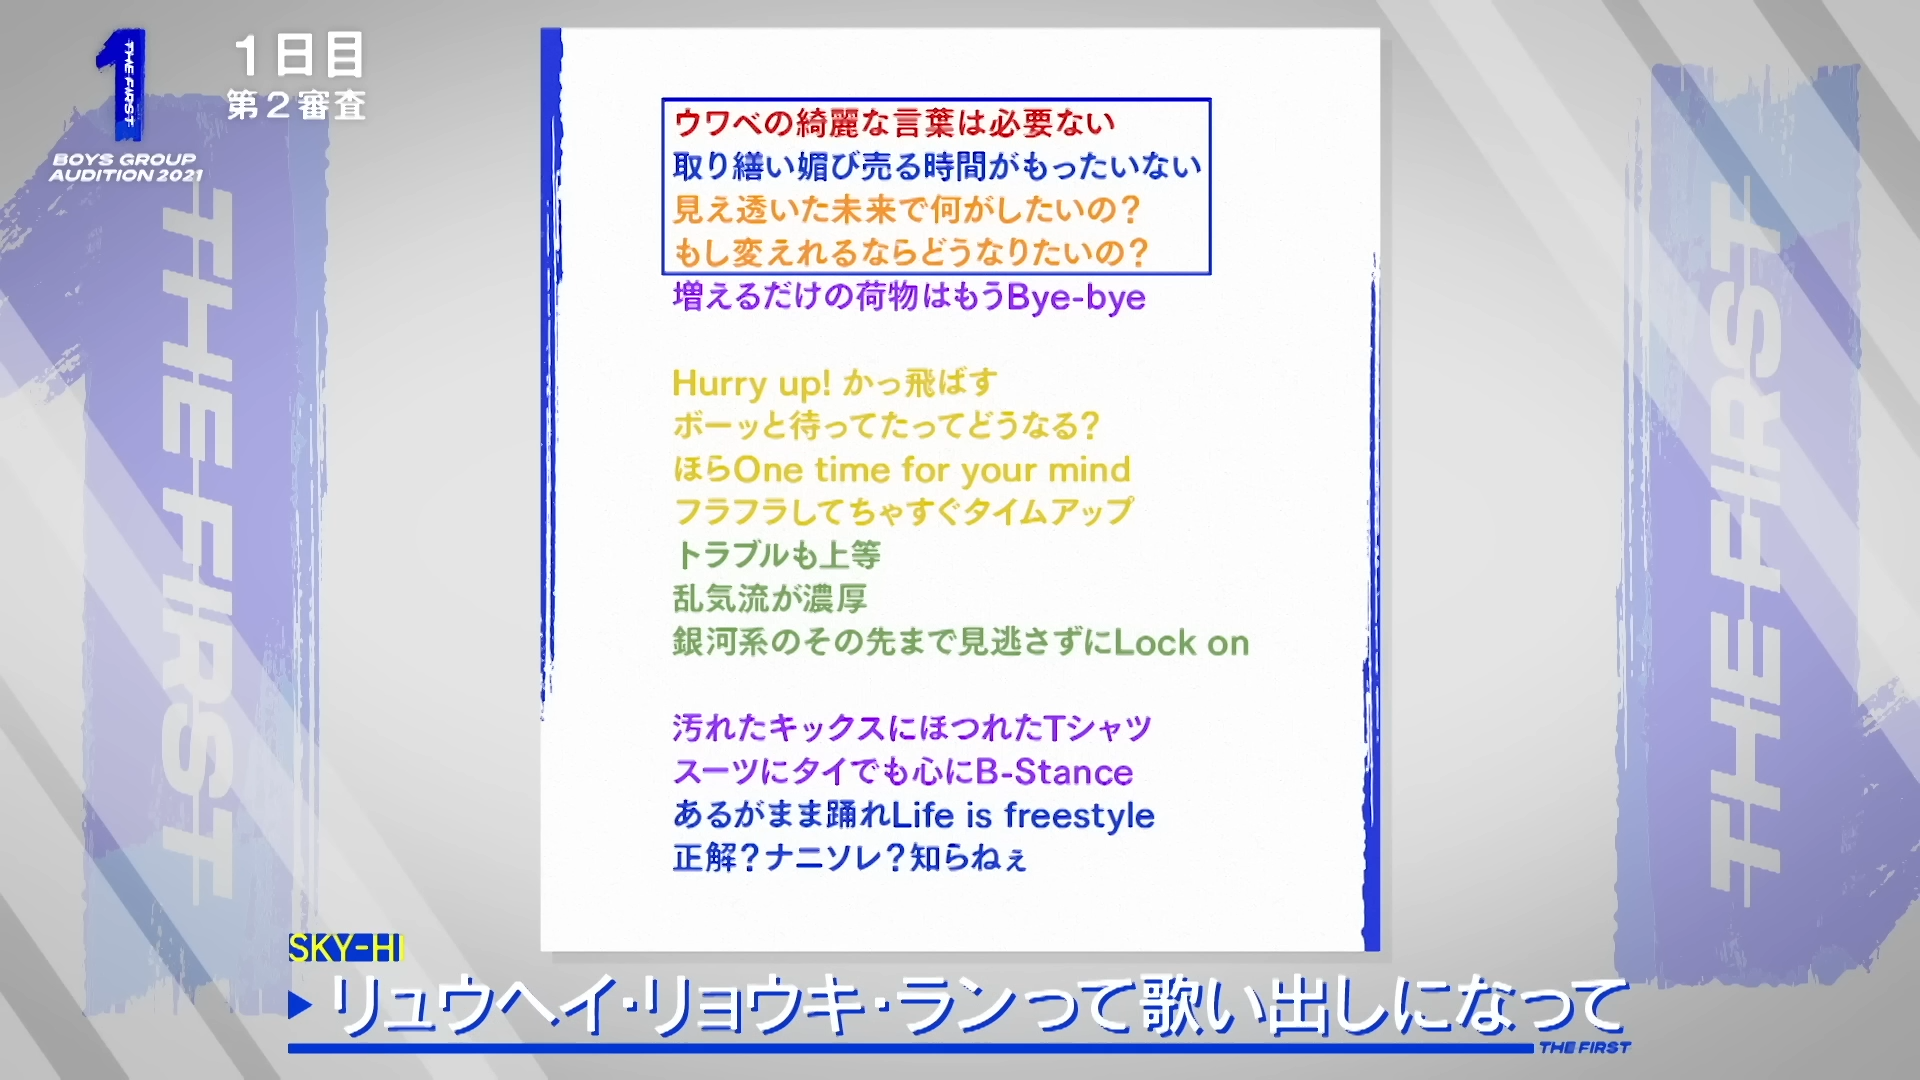 THE FIRST
BOYS GROUP
AUDITION 2021
1日目
第2審査
THE FIRST
THE FIRST
ウワベの綺麗な言葉は必要ない
取り繕い媚び売る時間がもったいない
見え透いた未来で何がしたいの？
もし変えれるならどうなりたいの？
増えるだけの荷物はもうBye-bye
Hurry up! かっ飛ばす
ボーッと待ってたってどうなる？
ほらOne time for your mind
フラフラしてちゃすぐタイムアップ
トラブルも上等
乱気流が濃厚
銀河系のその先まで見逃さずにLock on
汚れたキックスにほつれたTシャツ
スーツにタイでも心にB-Stance
あるがまま踊れLife is freestyle
正解？ナニソレ？知らねぇ
SKY-HI
リュウヘイ・リョウキ・ランって歌い出しになって
THE FIRST